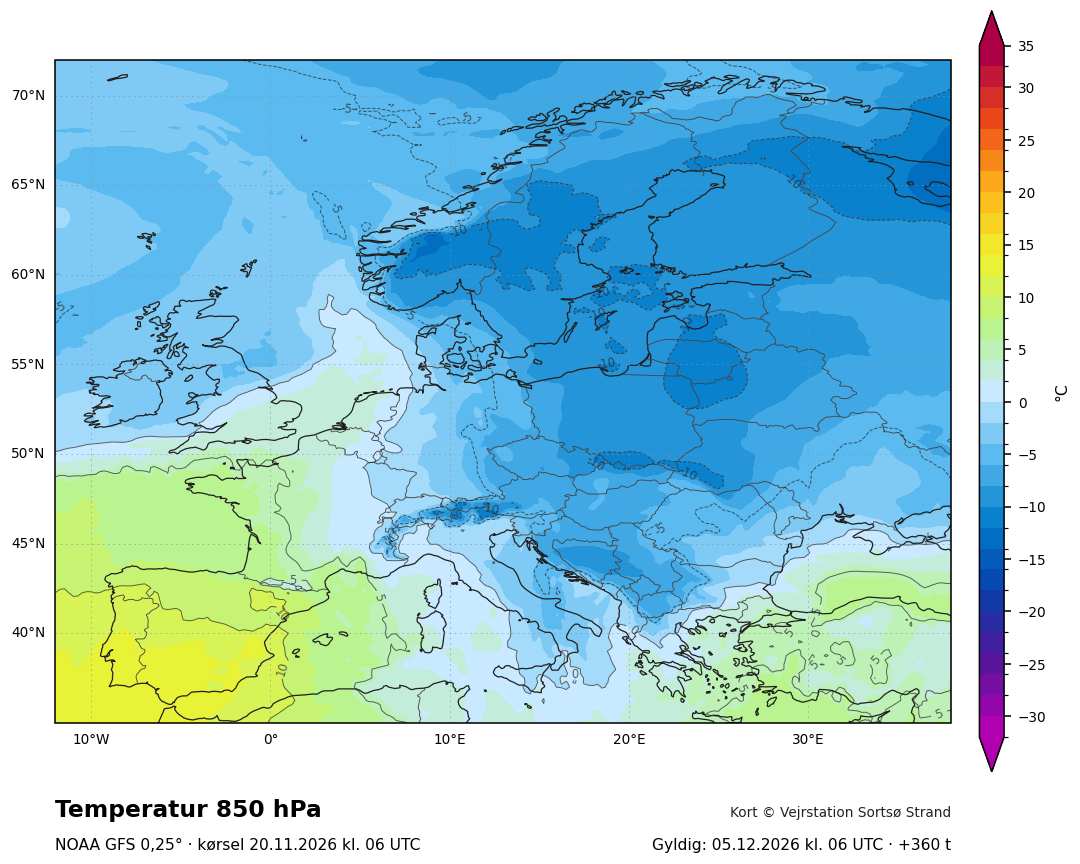 70°N
65°N
60°N
55°N
50°N
45°N
40°N
10°W
0°
10°E
20°E
30°E
35
30
25
20
15
10
5
0
−5
−10
−15
−20
−25
−30
°C
Temperatur 850 hPa
Kort © Vejrstation Sortsø Strand
NOAA GFS 0,25° · kørsel 20.11.2026 kl. 06 UTC
Gyldig: 05.12.2026 kl. 06 UTC · +360 t